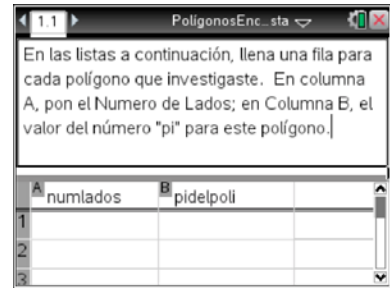 1.1 PolígonosEnc…sta
En las listas a continuación, llena una fila para
cada polígono que investigaste. En columna
A, pon el Numero de Lados; en Columna B, el
valor del número "pi" para este polígono.
A numlados B pidelpoli
1
2
3